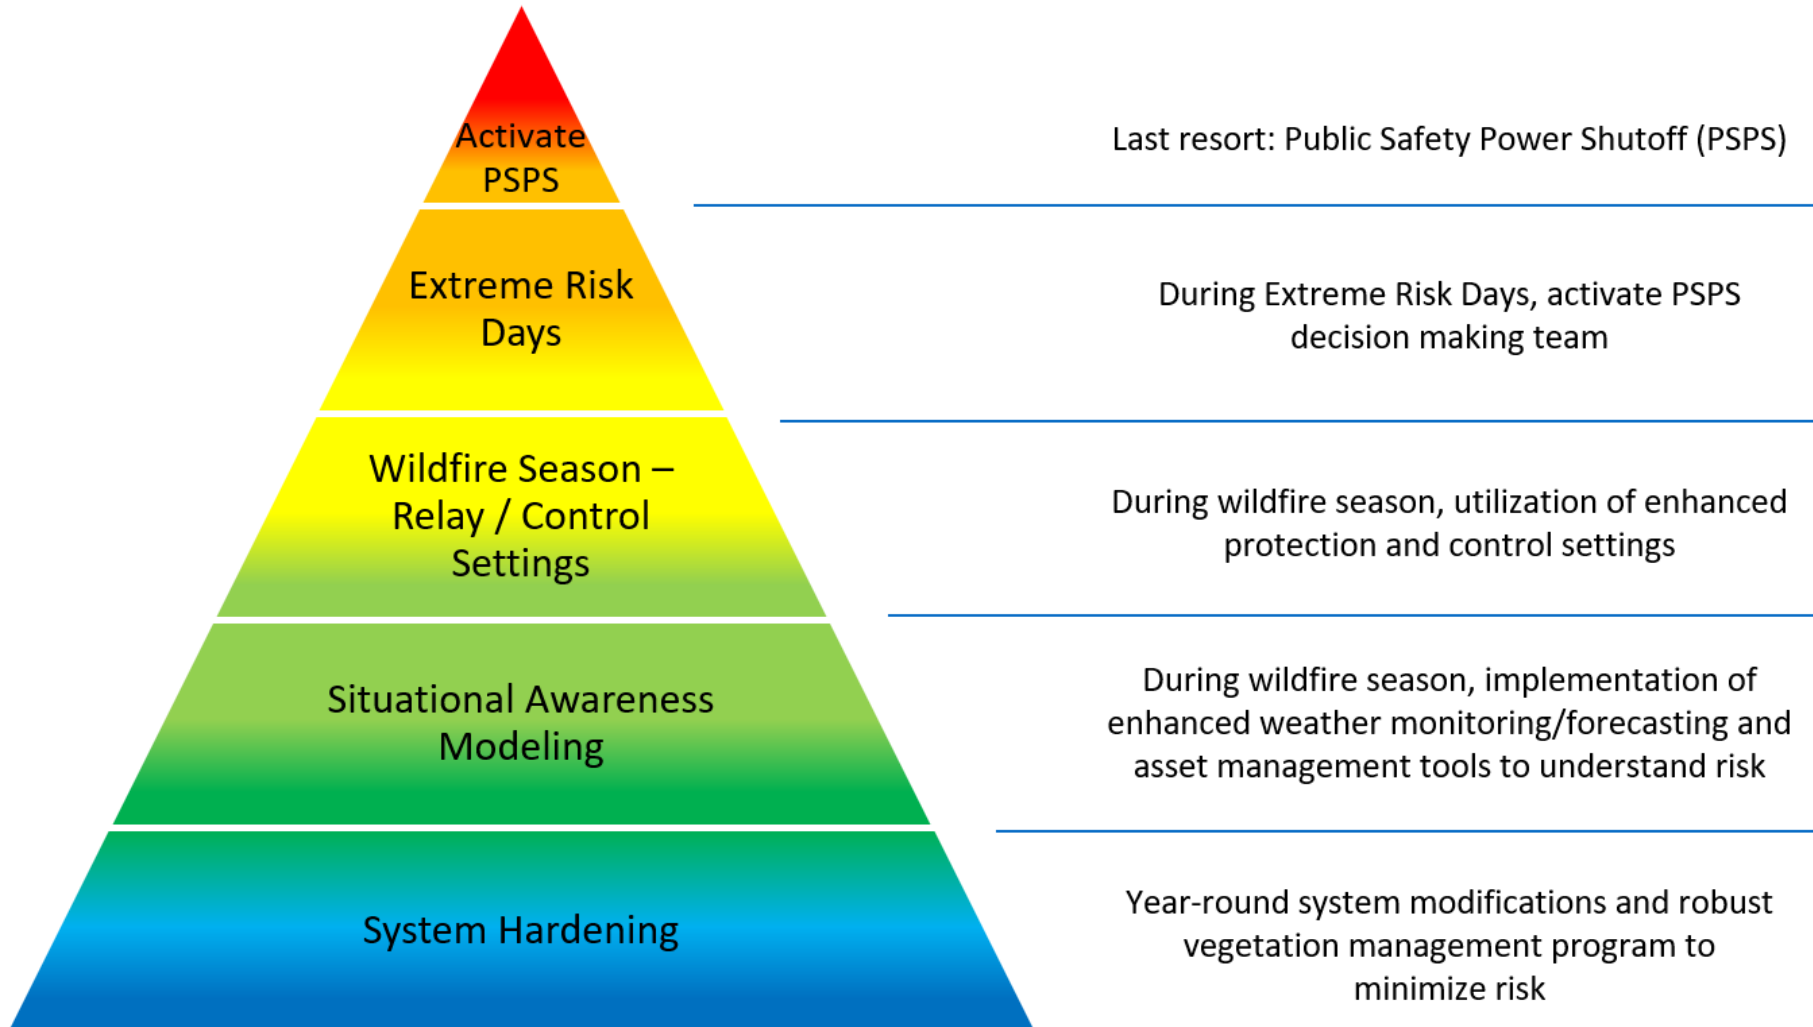 Activate
PSPS
Last resort: Public Safety Power Shutoff (PSPS)
Extreme Risk
Days
During Extreme Risk Days, activate PSPS
decision making team
Wildfire Season –
Relay / Control
Settings
During wildfire season, utilization of enhanced
protection and control settings
Situational Awareness
Modeling
During wildfire season, implementation of
enhanced weather monitoring/forecasting and
asset management tools to understand risk
System Hardening
Year-round system modifications and robust
vegetation management program to
minimize risk